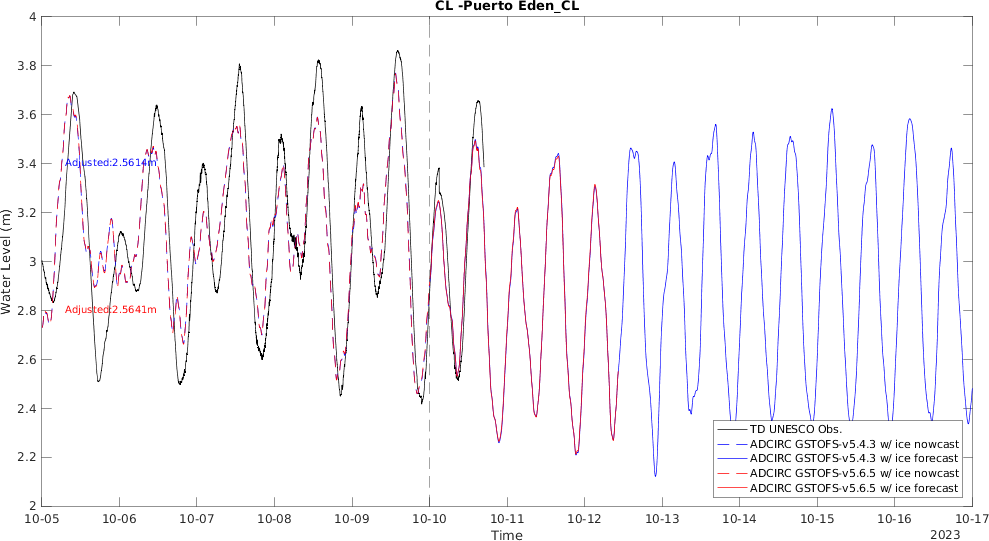 CL -Puerto Eden_CL
4
3.8
3.6
3.4
3.2
3
2.8
2.6
2.4
2.2
2
Water Level (m)
Adjusted:2.5614m
Adjusted:2.5641m
TD UNESCO Obs.
ADCIRC GSTOFS-v5.4.3 w/ ice nowcast
ADCIRC GSTOFS-v5.4.3 w/ ice forecast
ADCIRC GSTOFS-v5.6.5 w/ ice nowcast
ADCIRC GSTOFS-v5.6.5 w/ ice forecast
10-05 10-06 10-07 10-08 10-09 10-10 10-11 10-12 10-13 10-14 10-15 10-16 10-17
Time
2023